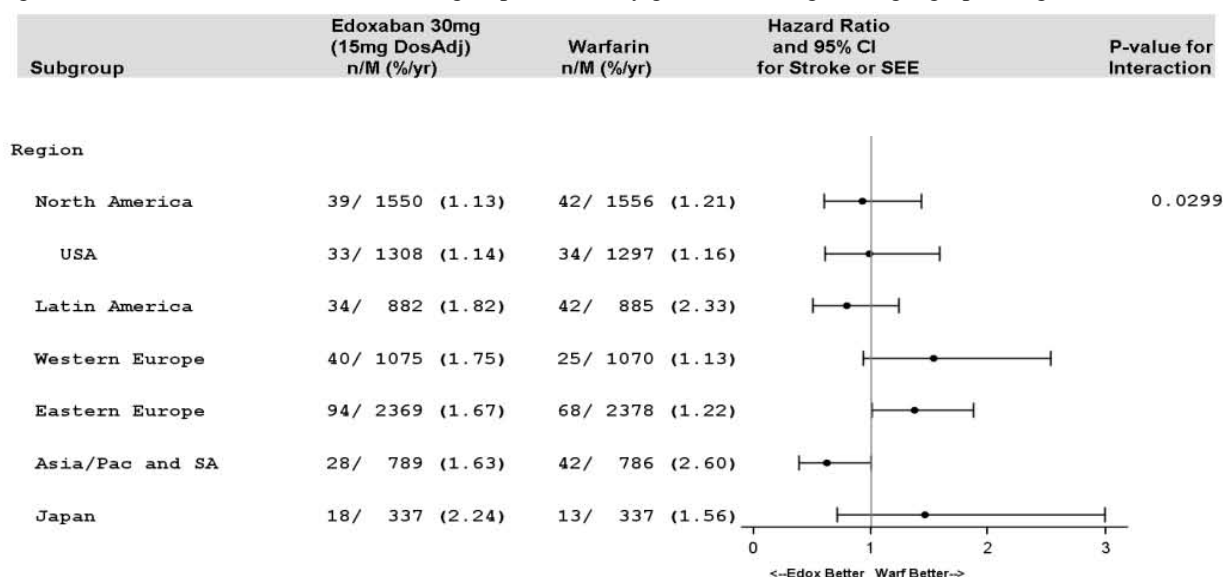 Edoxaban 30mg Hazard Ratio
(15mg DosAdj) Warfarin and 95% CI P-value for
Subgroup n/M (%/yr) n/M (%/yr) for Stroke or SEE Interaction
Region
North America 39/ 1550 (1.13) 42/ 1556 (1.21) 0.0299
USA 33/ 1308 (1.14) 34/ 1297 (1.16)
Latin America 34/ 882 (1.82) 42/ 885 (2.33)
Western Europe 40/ 1075 (1.75) 25/ 1070 (1.13)
Eastern Europe 94/ 2369 (1.67) 68/ 2378 (1.22)
Asia/Pac and SA 28/ 789 (1.63) 42/ 786 (2.60)
Japan 18/ 337 (2.24) 13/ 337 (1.56)
0 1 2 3
<--Edox Better Warf Better-->